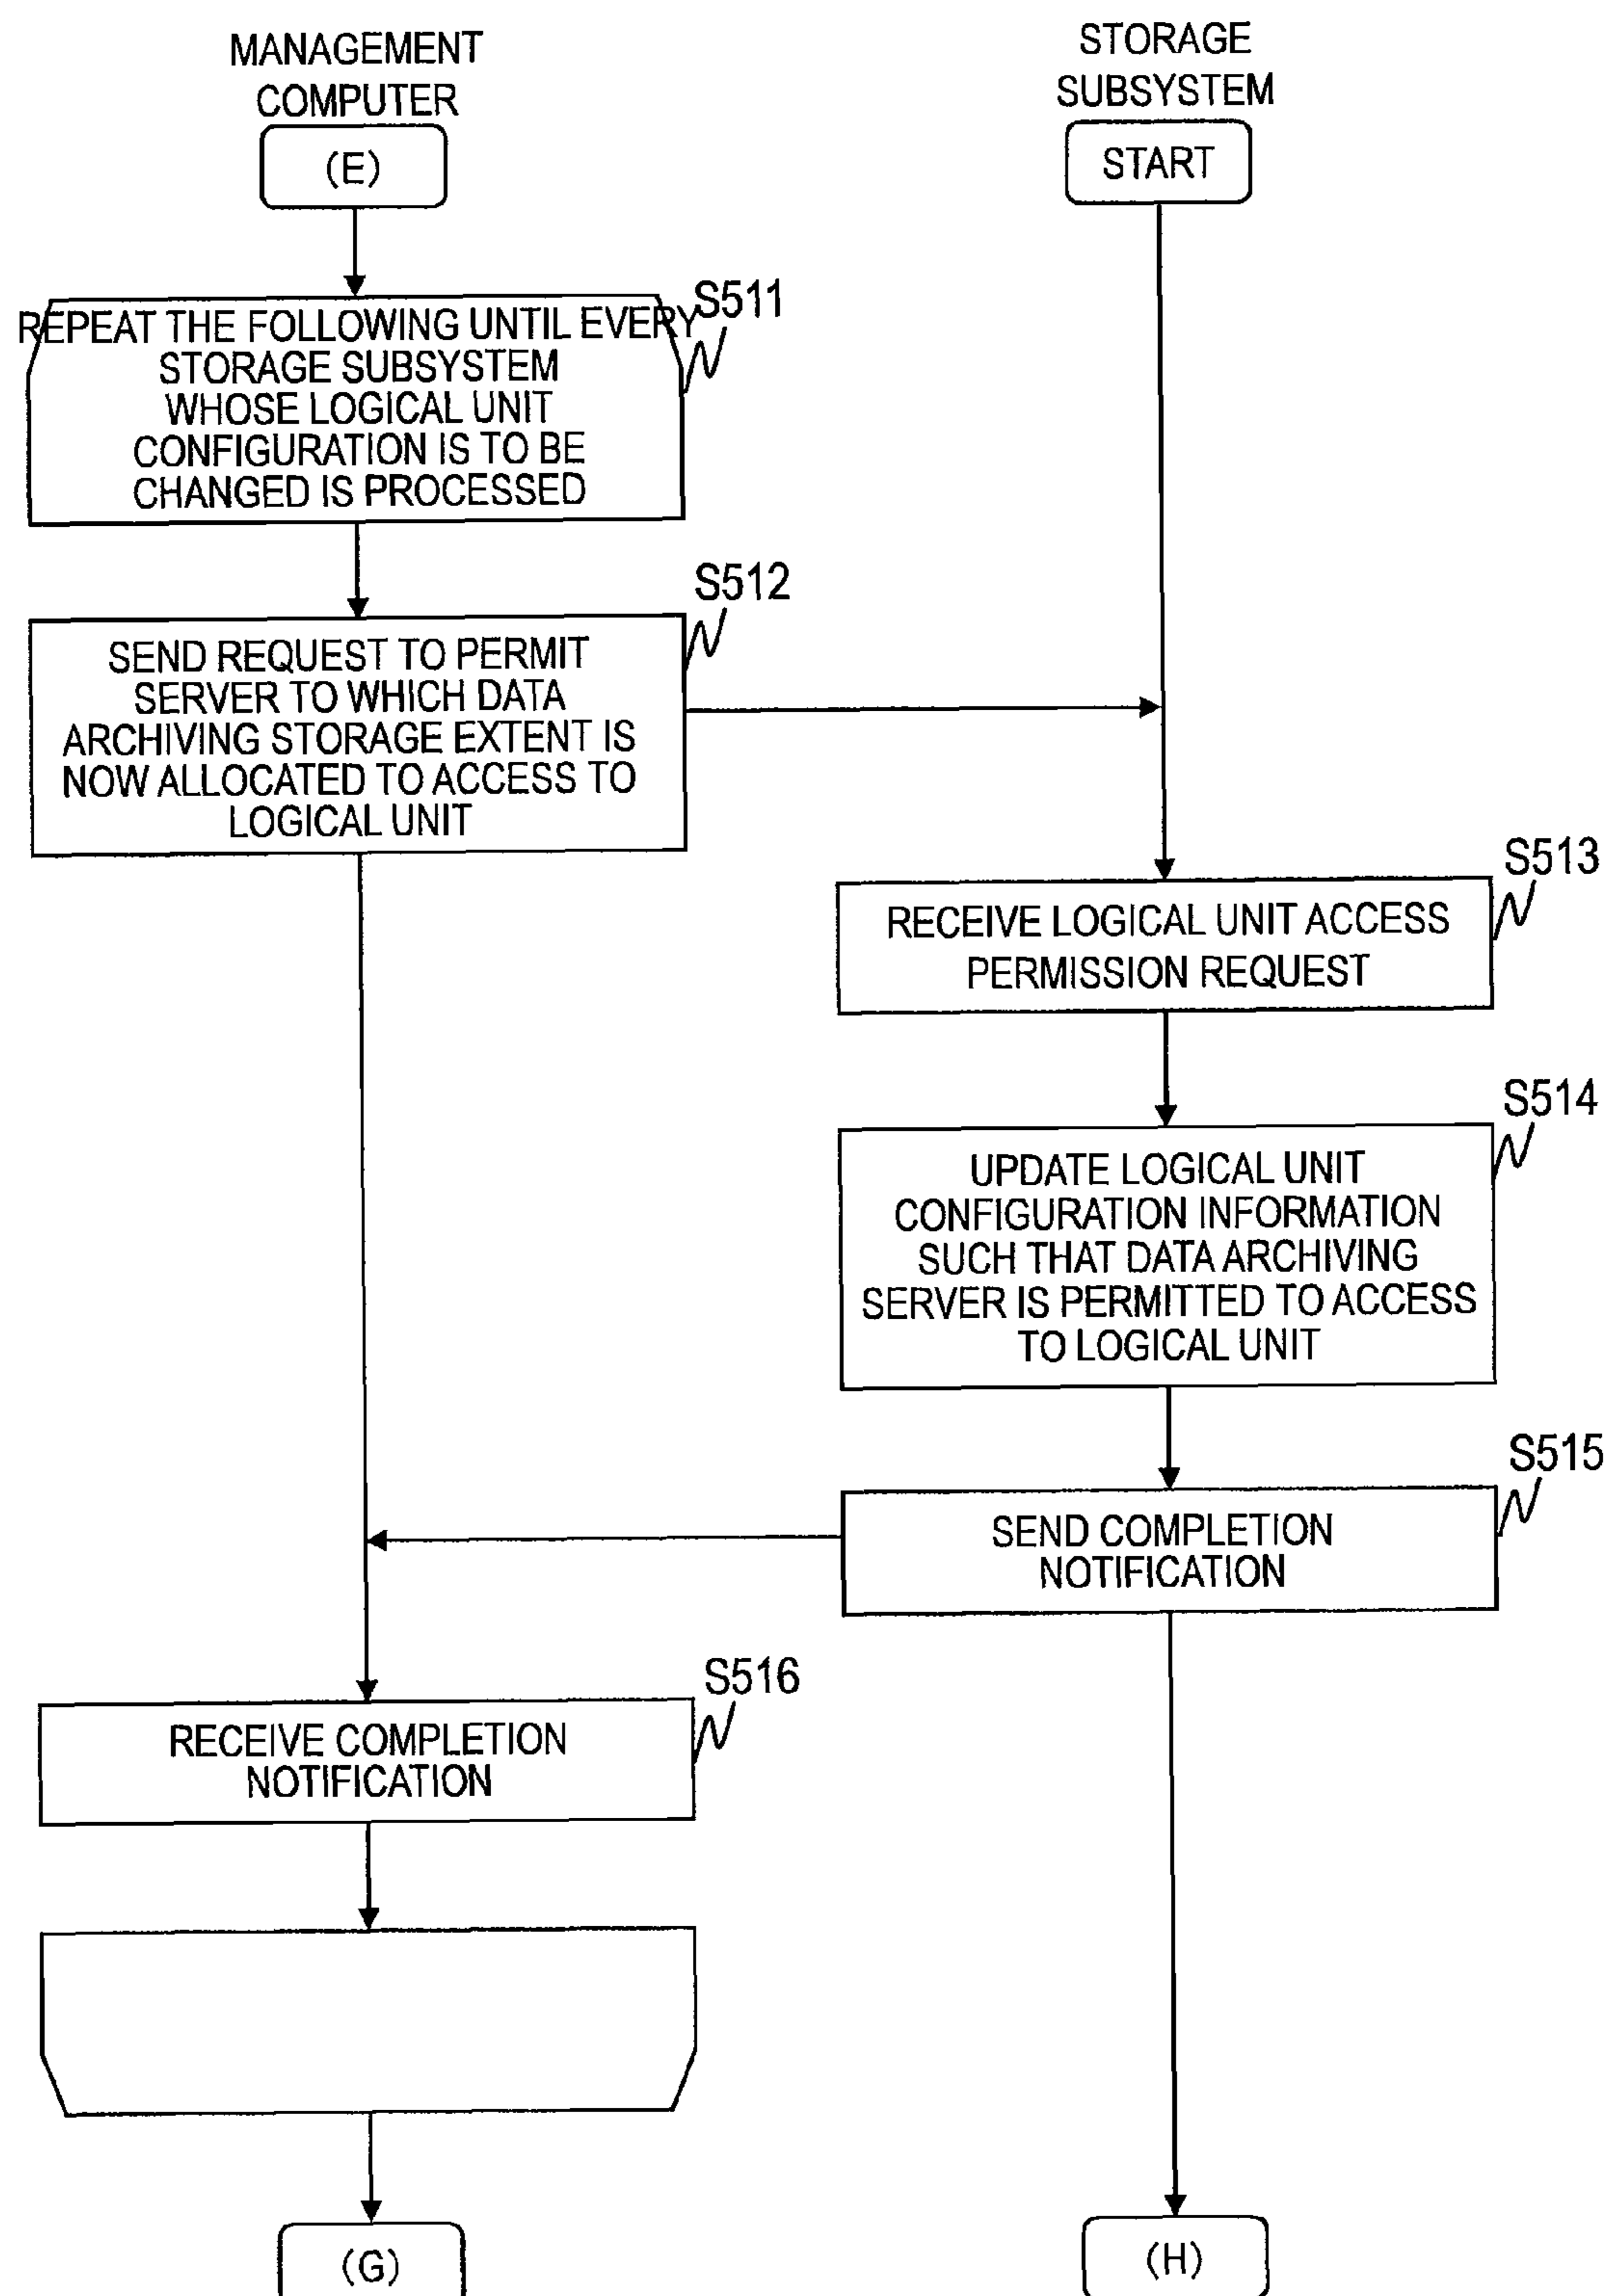 MANAGEMENT
COMPUTER
STORAGE
SUBSYSTEM
(E)
START
S511
REPEAT THE FOLLOWING UNTIL EVERY
STORAGE SUBSYSTEM
WHOSE LOGICAL UNIT
CONFIGURATION IS TO BE
CHANGED IS PROCESSED
S512
SEND REQUEST TO PERMIT
SERVER TO WHICH DATA
ARCHIVING STORAGE EXTENT IS
NOW ALLOCATED TO ACCESS TO
LOGICAL UNIT
S513
RECEIVE LOGICAL UNIT ACCESS
PERMISSION REQUEST
S514
UPDATE LOGICAL UNIT
CONFIGURATION INFORMATION
SUCH THAT DATA ARCHIVING
SERVER IS PERMITTED TO ACCESS
TO LOGICAL UNIT
S515
SEND COMPLETION
NOTIFICATION
S516
RECEIVE COMPLETION
NOTIFICATION
(G)
(H)